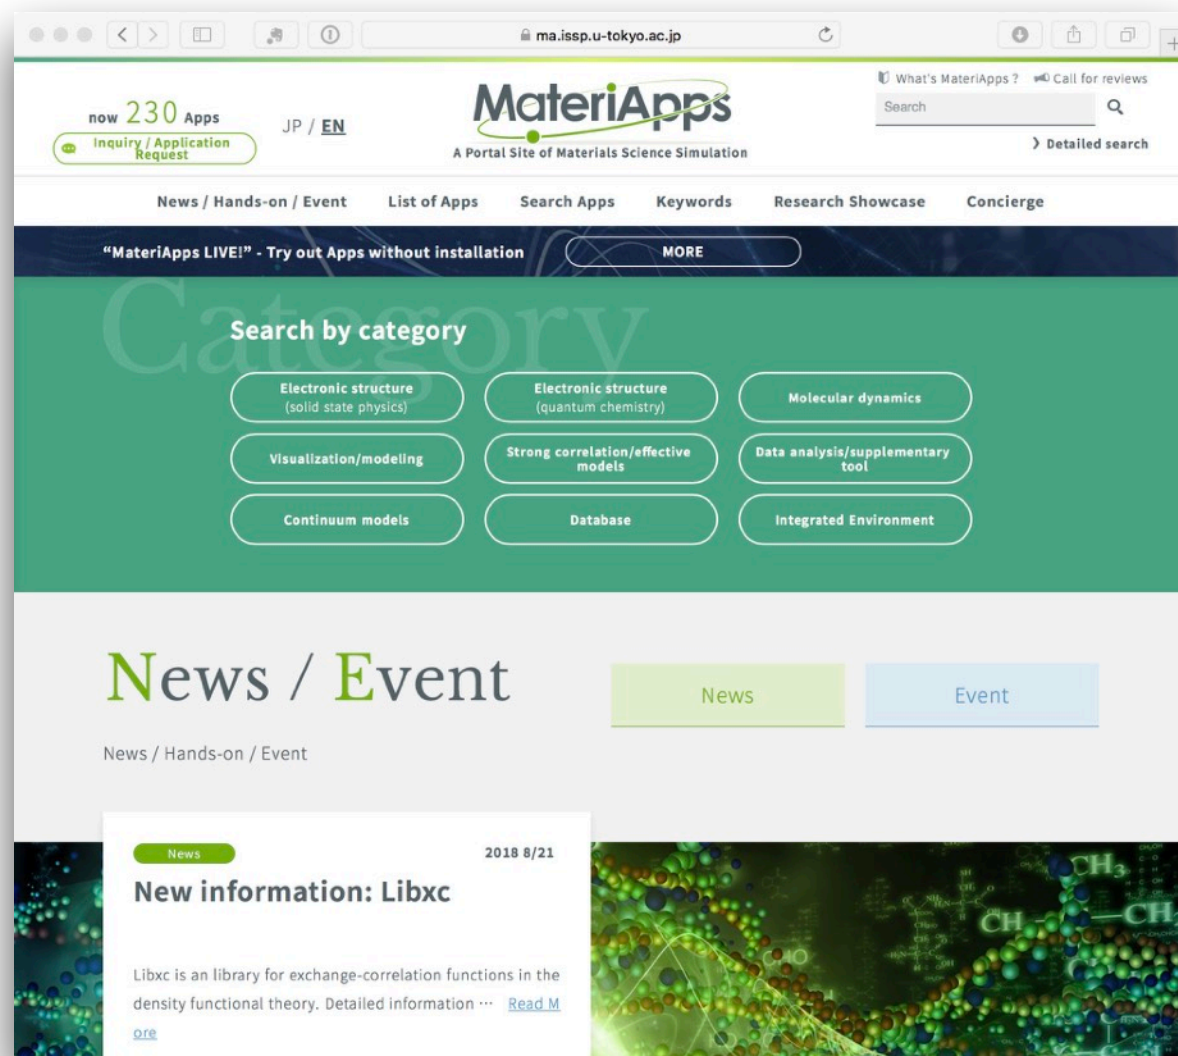 ma.issp.u-tokyo.ac.jp
What's MateriApps ? Call for reviews
now 230 Apps
Inquiry / Application
Request
JP / EN
MateriApps
A Portal Site of Materials Science Simulation
Search
Detailed search
News / Hands-on / Event List of Apps Search Apps Keywords Research Showcase Concierge
“MateriApps LIVE!” - Try out Apps without installation MORE
Category
Search by category
Electronic structure
(solid state physics)
Electronic structure
(quantum chemistry)
Molecular dynamics
Visualization/modeling
Strong correlation/effective
models
Data analysis/supplementary
tool
Continuum models
Database
Integrated Environment
News / Event
News
Event
News / Hands-on / Event
News
2018 8/21
New information: Libxc
Libxc is an library for exchange-correlation functions in the
density functional theory. Detailed information ··· Read M
ore
CH3
CH
CH
CHO